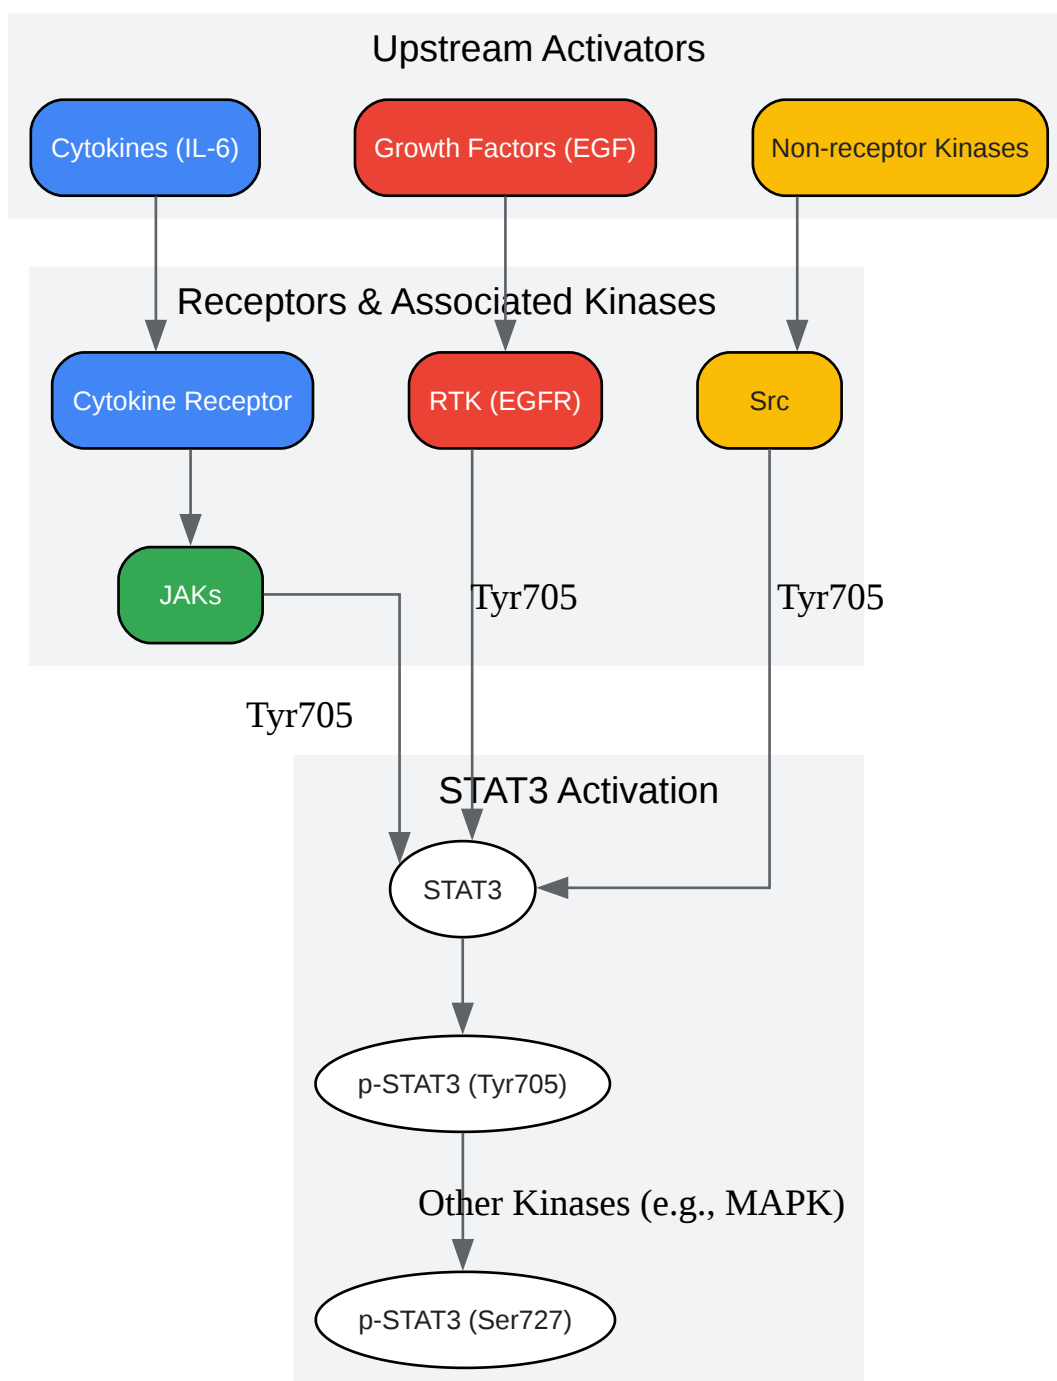 Upstream Activators
Cytokines (IL-6)
Growth Factors (EGF)
Non-receptor Kinases
Receptors & Associated Kinases
Cytokine Receptor
RTK (EGFR)
Src
JAKs
Tyr705
Tyr705
Tyr705
STAT3 Activation
STAT3
p-STAT3 (Tyr705)
Other Kinases (e.g., MAPK)
p-STAT3 (Ser727)